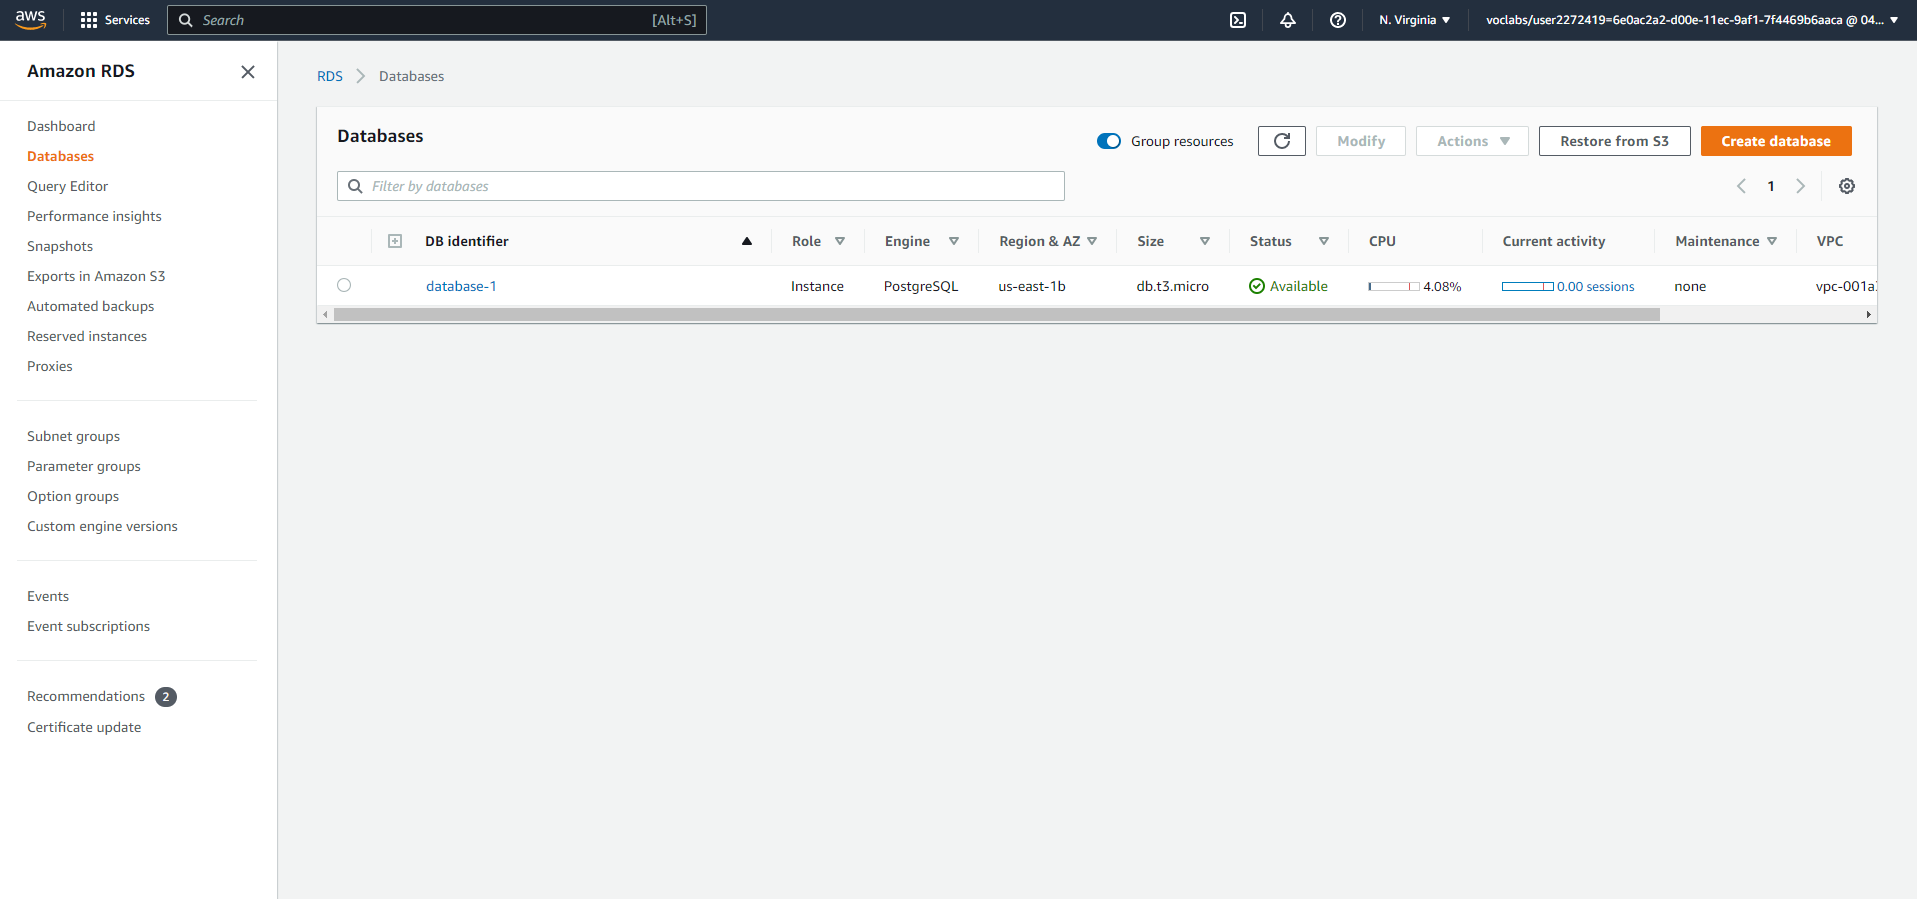 aws Services Search [Alt+S] N. Virginia voclabs/user2272419=6e0ac2a2-d00e-11ec-9af1-7f4469b6aaca @ 04...
Amazon RDS
Dashboard
Databases
Query Editor
Performance insights
Snapshots
Exports in Amazon S3
Automated backups
Reserved instances
Proxies
Subnet groups
Parameter groups
Option groups
Custom engine versions
Events
Event subscriptions
Recommendations 2
Certificate update
RDS Databases
Databases Group resources Modify Actions Restore from S3 Create database
Filter by databases 1
DB identifier Role Engine Region & AZ Size Status CPU Current activity Maintenance VPC
database-1 Instance PostgreSQL us-east-1b db.t3.micro Available 4.08% 0.00 sessions none vpc-001a